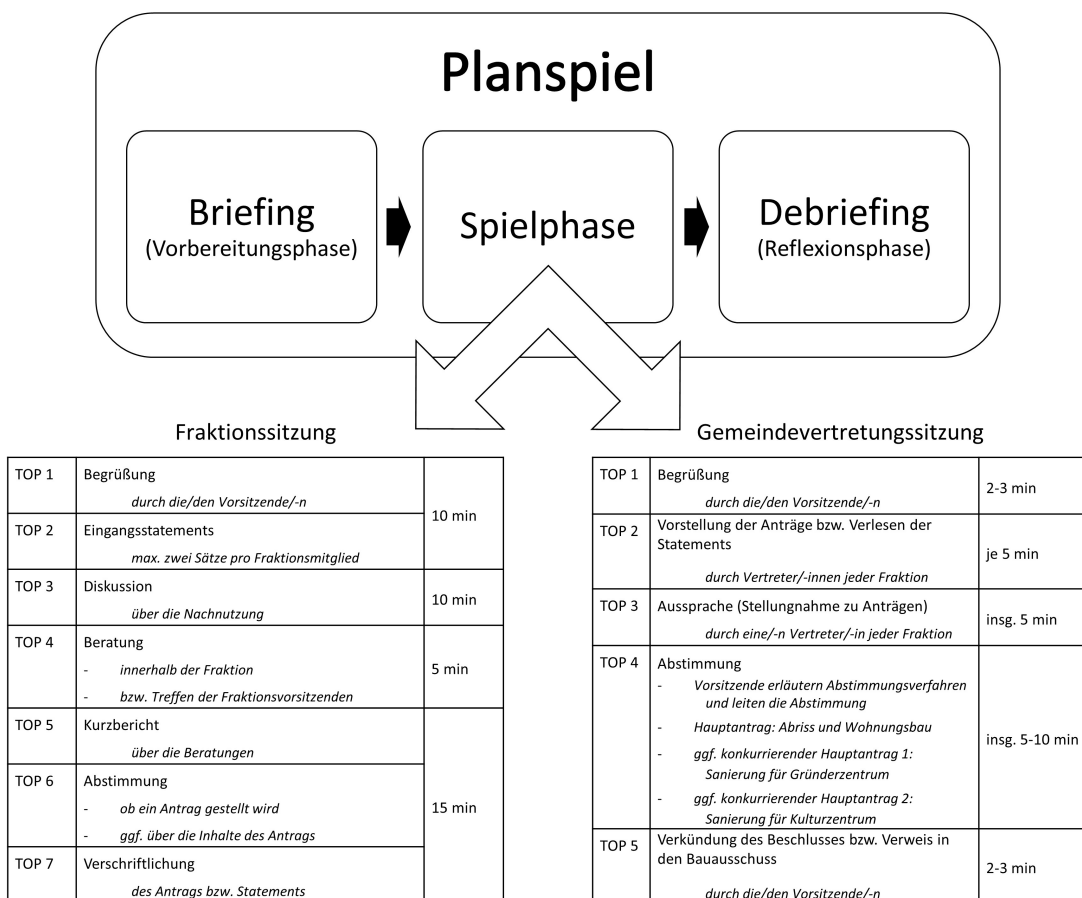 Planspiel
Briefing
(Vorbereitungsphase)
Spielphase
Debriefing
(Reflexionsphase)
Fraktionssitzung
TOP 1 Begrüßung
durch die/den Vorsitzende/-n
10 min
TOP 2 Eingangsstatements
max. zwei Sätze pro Fraktionsmitglied
TOP 3 Diskussion
über die Nachnutzung
10 min
TOP 4 Beratung
- innerhalb der Fraktion
- bzw. Treffen der Fraktionsvorsitzenden
5 min
TOP 5 Kurzbericht
über die Beratungen
TOP 6 Abstimmung
- ob ein Antrag gestellt wird
- ggf. über die Inhalte des Antrags
15 min
TOP 7 Verschriftlichung
des Antrags bzw. Statements
Gemeindevertretungssitzung
TOP 1 Begrüßung
durch die/den Vorsitzende/-n
2-3 min
TOP 2 Vorstellung der Anträge bzw. Verlesen der
Statements
durch Vertreter/-innen jeder Fraktion
je 5 min
TOP 3 Aussprache (Stellungnahme zu Anträgen)
durch eine/-n Vertreter/-in jeder Fraktion
insg. 5 min
TOP 4 Abstimmung
- Vorsitzende erläutern Abstimmungsverfahren
und leiten die Abstimmung
- Hauptantrag: Abriss und Wohnungsbau
- ggf. konkurrierender Hauptantrag 1:
Sanierung für Gründerzentrum
- ggf. konkurrierender Hauptantrag 2:
Sanierung für Kulturzentrum
insg. 5-10 min
TOP 5 Verkündung des Beschlusses bzw. Verweis in
den Bauausschuss
durch die/den Vorsitzende/-n
2-3 min